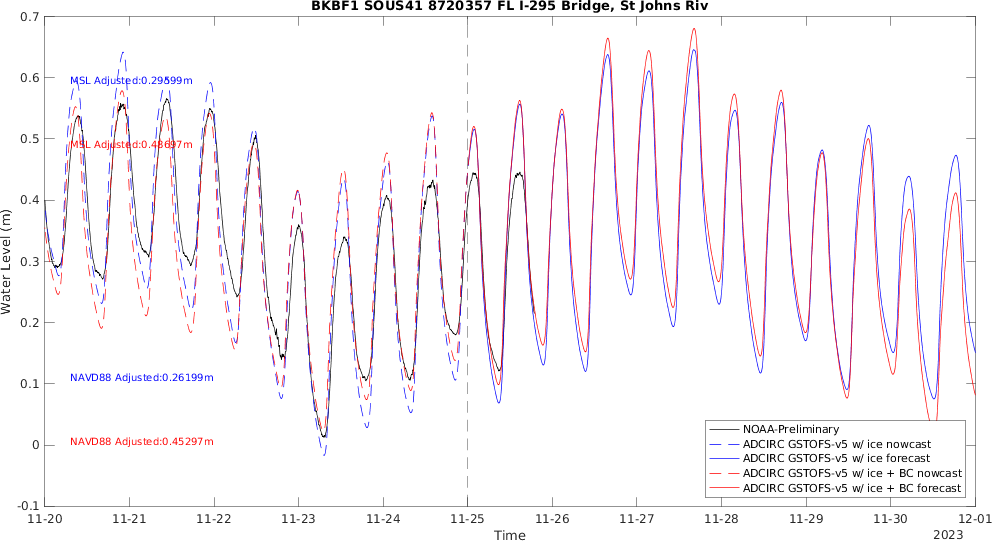 BKBF1 SOUS41 8720357 FL I-295 Bridge, St Johns Riv
0.7
0.6
0.5
0.4
0.3
0.2
0.1
0
-0.1
Water Level (m)
MSL Adjusted:0.29599m
MSL Adjusted:0.48697m
NAVD88 Adjusted:0.26199m
NAVD88 Adjusted:0.45297m
NOAA-Preliminary
ADCIRC GSTOFS-v5 w/ ice nowcast
ADCIRC GSTOFS-v5 w/ ice forecast
ADCIRC GSTOFS-v5 w/ ice + BC nowcast
ADCIRC GSTOFS-v5 w/ ice + BC forecast
11-20 11-21 11-22 11-23 11-24 11-25 11-26 11-27 11-28 11-29 11-30 12-01
Time
2023